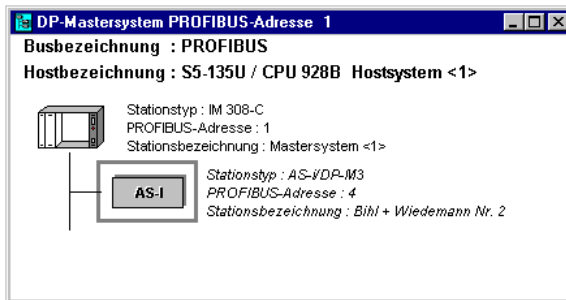 DP-Mastersystem PROFIBUS-Adresse 1
Busbezeichnung : PROFIBUS
Hostbezeichnung : S5-135U / CPU 928B Hostsystem <1>
Stationstyp : IM 308-C
PROFIBUS-Adresse : 1
Stationsbezeichnung : Mastersystem <1>
AS-I
Stationstyp : AS-I/DP-M3
PROFIBUS-Adresse : 4
Stationsbezeichnung : Bihl + Wiedemann Nr. 2